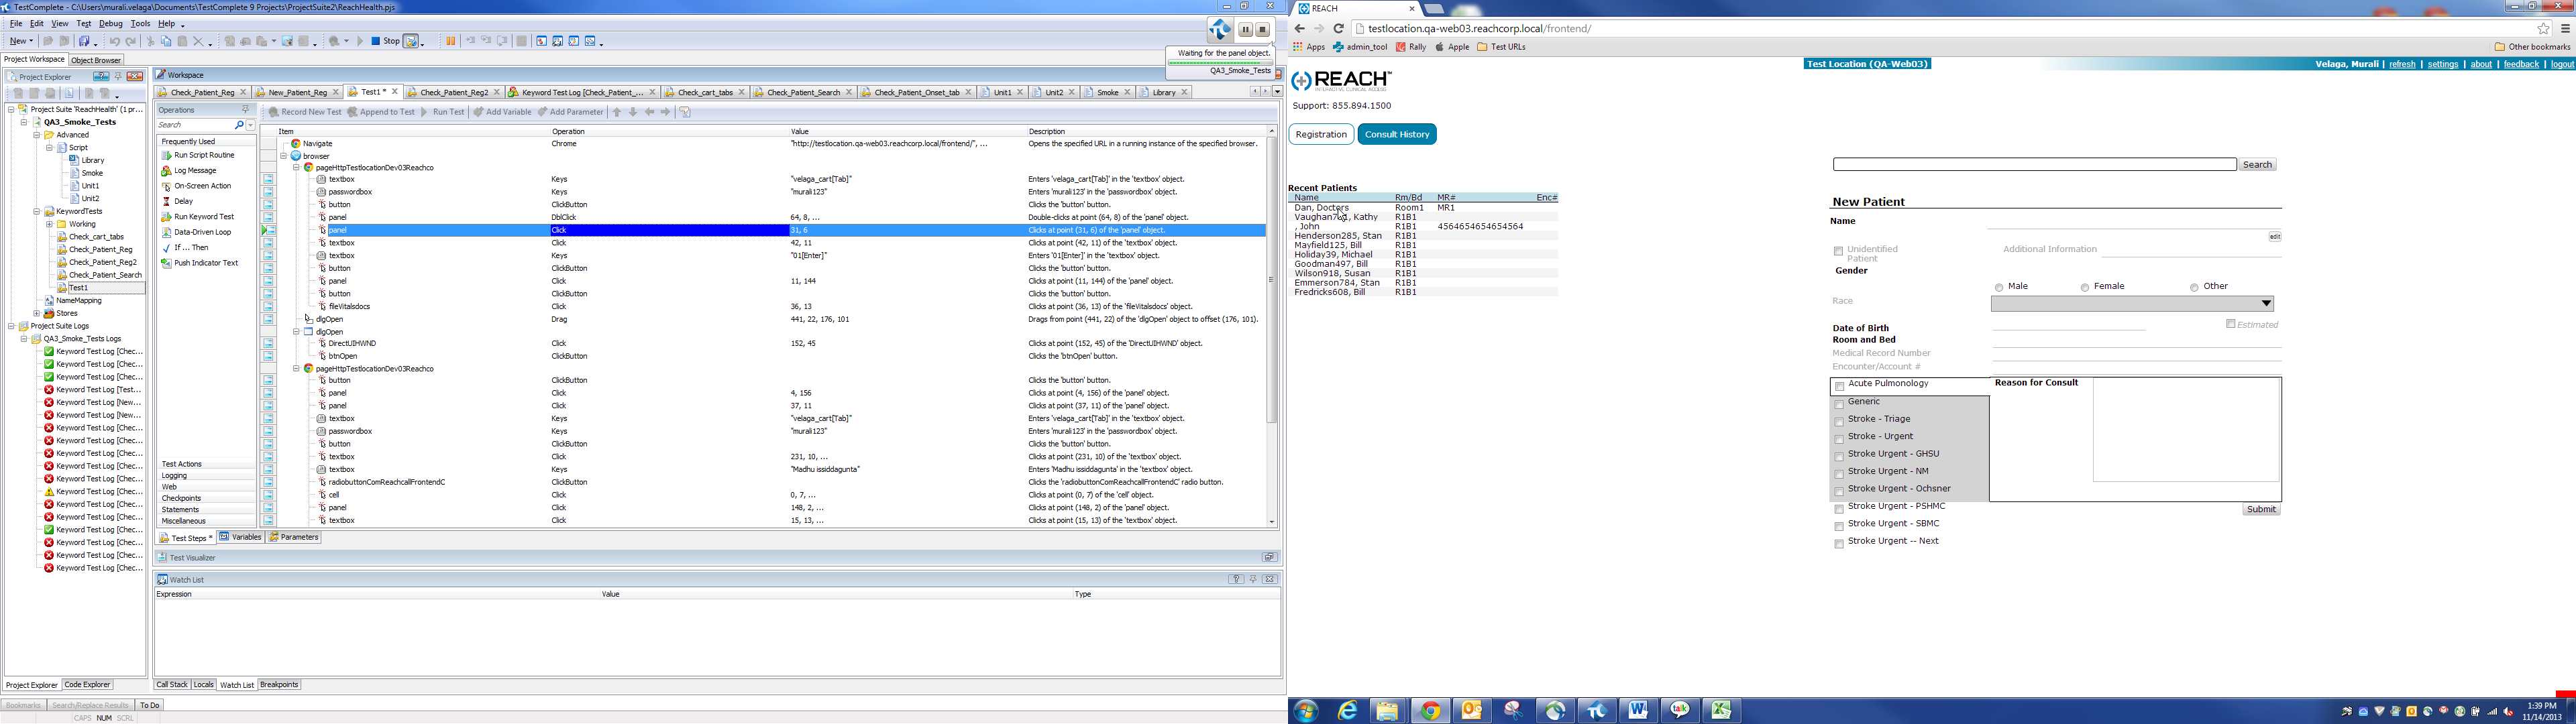 TestComplete - C:\Users\murali.velaga\Documents\TestComplete 9 Projects\ProjectSuite2\ReachHealth.pjs
File Edit View Test Debug Tools Help
New Stop
Waiting for the panel object.
QA3_Smoke_Tests
Project Workspace Object Browser
Project Explorer
Project Suite 'ReachHealth' (1 pr...
QA3_Smoke_Tests
Advanced
Script
Library
Smoke
Unit1
Unit2
KeywordTests
Working
Check_cart_tabs
Check_Patient_Reg
Check_Patient_Reg2
Check_Patient_Search
Test1
NameMapping
Stores
Project Suite Logs
QA3_Smoke_Tests Logs
Keyword Test Log [Chec...
Keyword Test Log [Chec...
Keyword Test Log [Chec...
Keyword Test Log [Test...
Keyword Test Log [New...
Keyword Test Log [New...
Keyword Test Log [Chec...
Keyword Test Log [Chec...
Keyword Test Log [Chec...
Keyword Test Log [Chec...
Keyword Test Log [Chec...
Keyword Test Log [Chec...
Keyword Test Log [Chec...
Keyword Test Log [Chec...
Keyword Test Log [Chec...
Keyword Test Log [Chec...
Keyword Test Log [Chec...
Keyword Test Log [Chec...
Project Explorer Code Explorer
Workspace
Check_Patient_Reg New_Patient_Reg Test1 * Check_Patient_Reg2 Keyword Test Log [Check_Patient_... Check_cart_tabs Check_Patient_Search Check_Patient_Onset_tab Unit1 Unit2 Smoke Library
Operations
Search
Frequently Used
Run Script Routine
Log Message
On-Screen Action
Delay
Run Keyword Test
Data-Driven Loop
If ... Then
Push Indicator Text
Test Actions
Logging
Web
Checkpoints
Statements
Miscellaneous
Record New Test Append to Test Run Test Add Variable Add Parameter
Item Operation Value Description
Navigate Chrome "http://testlocation.qa-web03.reachcorp.local/frontend/", ... Opens the specified URL in a running instance of the specified browser.
browser
pageHttpTestlocationDev03Reachco
textbox Keys "velaga_cart[Tab]" Enters 'velaga_cart[Tab]' in the 'textbox' object.
passwordbox Keys "murali123" Enters 'murali123' in the 'passwordbox' object.
button ClickButton Clicks the 'button' button.
panel DblClick 64, 8, ... Double-clicks at point (64, 8) of the 'panel' object.
panel Click 31, 6 Clicks at point (31, 6) of the 'panel' object.
textbox Click 42, 11 Clicks at point (42, 11) of the 'textbox' object.
textbox Keys "01[Enter]" Enters '01[Enter]' in the 'textbox' object.
button ClickButton Clicks the 'button' button.
panel Click 11, 144 Clicks at point (11, 144) of the 'panel' object.
button ClickButton Clicks the 'button' button.
fileVitalsdocs Click 36, 13 Clicks at point (36, 13) of the 'fileVitalsdocs' object.
dlgOpen Drag 441, 22, 176, 101 Drags from point (441, 22) of the 'dlgOpen' object to offset (176, 101).
dlgOpen
DirectUIHWND Click 152, 45 Clicks at point (152, 45) of the 'DirectUIHWND' object.
btnOpen ClickButton Clicks the 'btnOpen' button.
pageHttpTestlocationDev03Reachco
button ClickButton Clicks the 'button' button.
panel Click 4, 156 Clicks at point (4, 156) of the 'panel' object.
panel Click 37, 11 Clicks at point (37, 11) of the 'panel' object.
textbox Keys "velaga_cart[Tab]" Enters 'velaga_cart[Tab]' in the 'textbox' object.
passwordbox Keys "murali123" Enters 'murali123' in the 'passwordbox' object.
button ClickButton Clicks the 'button' button.
textbox Click 231, 10, ... Clicks at point (231, 10) of the 'textbox' object.
textbox Keys "Madhu issiddagunta" Enters 'Madhu issiddagunta' in the 'textbox' object.
radiobuttonComReachcallFrontendC ClickButton Clicks the 'radiobuttonComReachcallFrontendC' radio button.
cell Click 0, 7, ... Clicks at point (0, 7) of the 'cell' object.
panel Click 148, 2, ... Clicks at point (148, 2) of the 'panel' object.
textbox Click 15, 13, ... Clicks at point (15, 13) of the 'textbox' object.
Test Steps * Variables Parameters
Test Visualizer
Watch List
Expression Value Type
Call Stack Locals Watch List Breakpoints
Bookmarks Search/Replace Results To Do
CAPS NUM SCRL
REACH
testlocation.qa-web03.reachcorp.local/frontend/
Apps admin_tool Rally Apple Test URLs Other bookmarks
Test Location (QA-Web03) Velaga, Murali | refresh | settings | about | feedback | logout
REACH™
INTERACTIVE CLINICAL ACCESS
Support: 855.894.1500
Registration Consult History
Search
Recent Patients
Name Rm/Bd MR# Enc#
Dan, Doctors Room1 MR1
Kathy R1B1
, John R1B1 4564654654654564
Henderson285, Stan R1B1
Mayfield125, Bill R1B1
Holiday39, Michael R1B1
Goodman497, Bill R1B1
Wilson918, Susan R1B1
Emmerson784, Stan R1B1
Fredricks608, Bill R1B1
New Patient
Name
edit
Unidentified Patient Additional Information
Gender
Male Female Other
Race
Date of Birth Estimated
Room and Bed
Medical Record Number
Encounter/Account #
Acute Pulmonology Reason for Consult
Generic
Stroke - Triage
Stroke - Urgent
Stroke Urgent - GHSU
Stroke Urgent - NM
Stroke Urgent - Ochsner
Stroke Urgent - PSHMC
Stroke Urgent - SBMC
Stroke Urgent -- Next
Submit
talk
1:39 PM
11/14/2013